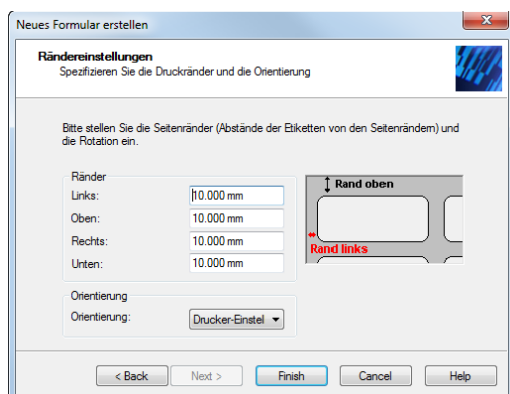 Neues Formular erstellen
Rändereinstellungen
Spezifizieren Sie die Druckränder und die Orientierung
Bitte stellen Sie die Seitenränder (Abstände der Etiketten von den Seitenrändern) und
die Rotation ein.
Ränder
Links: 10.000 mm
Oben: 10.000 mm
Rechts: 10.000 mm
Unten: 10.000 mm
Rand oben
Rand links
Orientierung
Orientierung: Drucker-Einstel
< Back Next > Finish Cancel Help